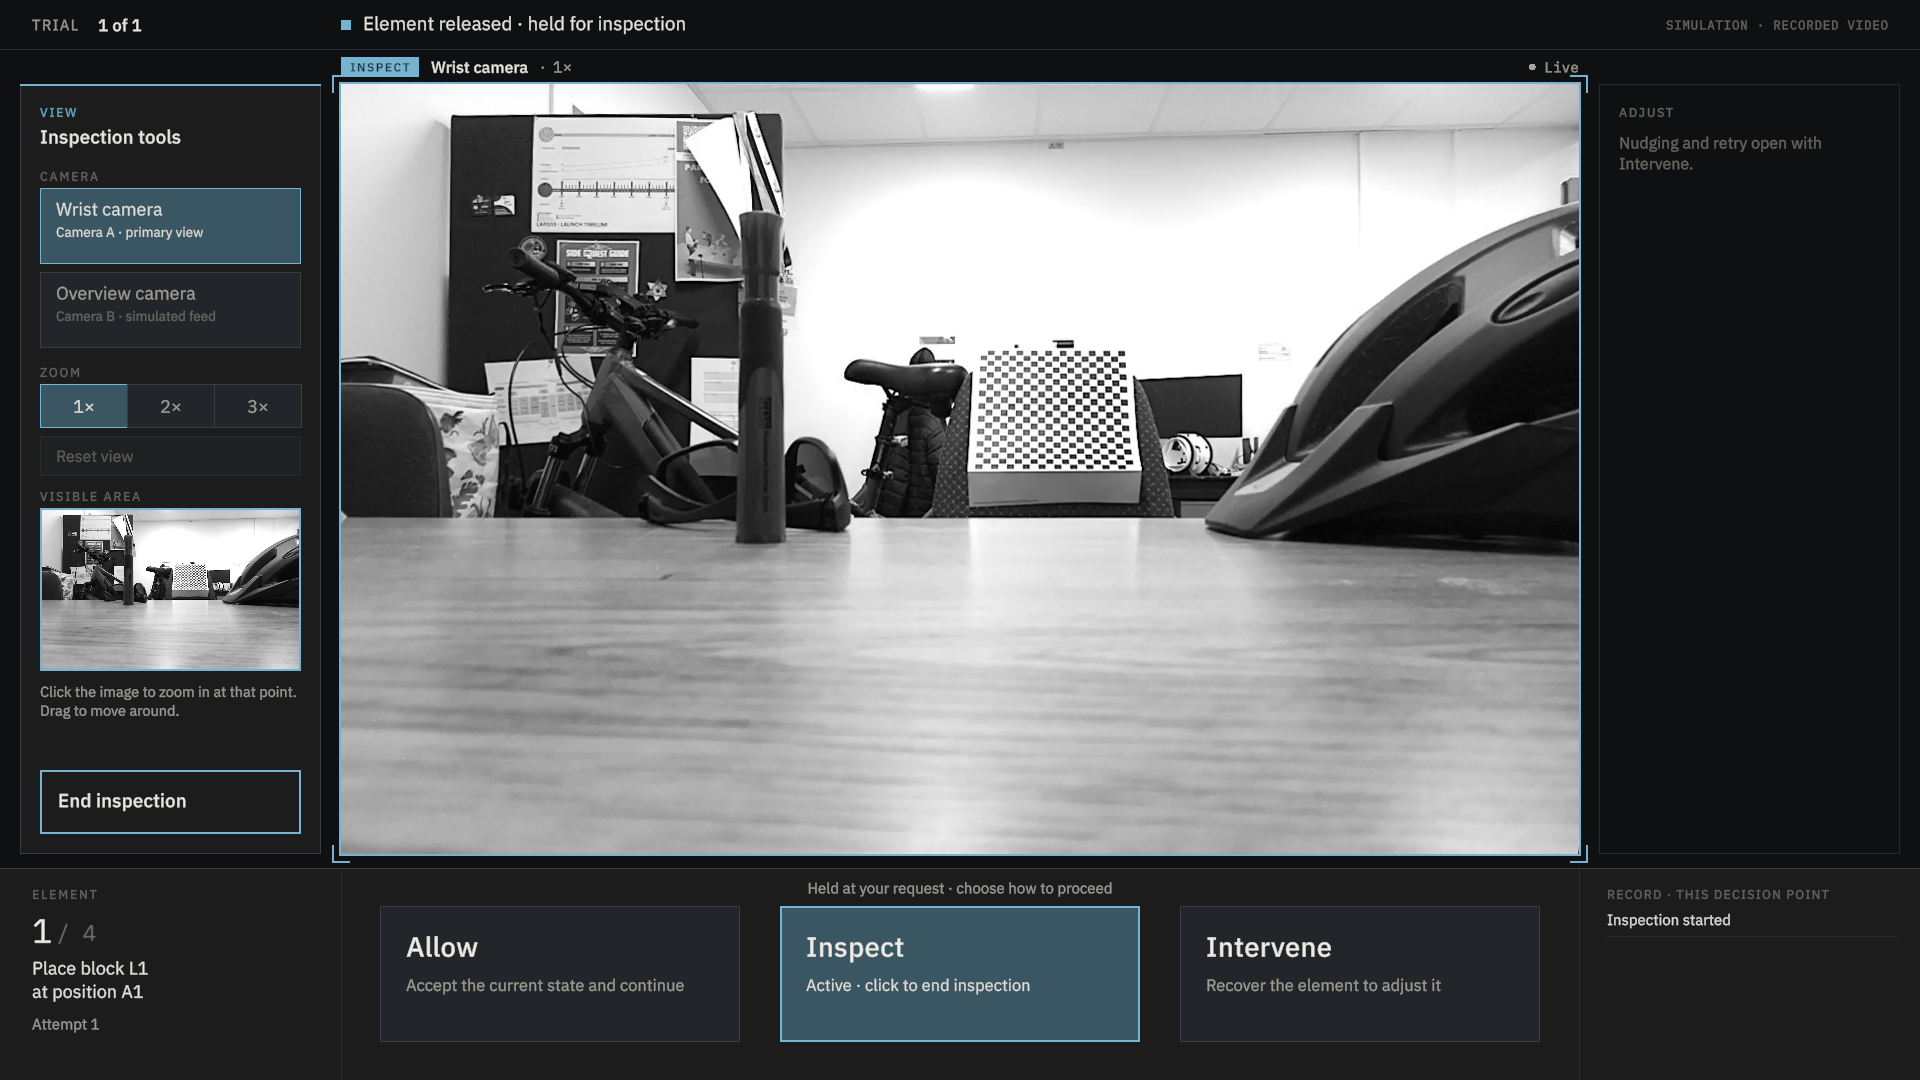 TRIAL 1 of 1
Element released · held for inspection
SIMULATION · RECORDED VIDEO
INSPECT Wrist camera · 1×
Live
VIEW
Inspection tools
CAMERA
Wrist camera
Camera A · primary view
Overview camera
Camera B · simulated feed
ZOOM
1× 2× 3×
Reset view
VISIBLE AREA
Click the image to zoom in at that point.
Drag to move around.
End inspection
LAUNCH TIMELINE
SIDE QUEST GUIDE
ADJUST
Nudging and retry open with
Intervene.
ELEMENT
1 / 4
Place block L1
at position A1
Attempt 1
Held at your request · choose how to proceed
Allow
Accept the current state and continue
Inspect
Active · click to end inspection
Intervene
Recover the element to adjust it
RECORD · THIS DECISION POINT
Inspection started